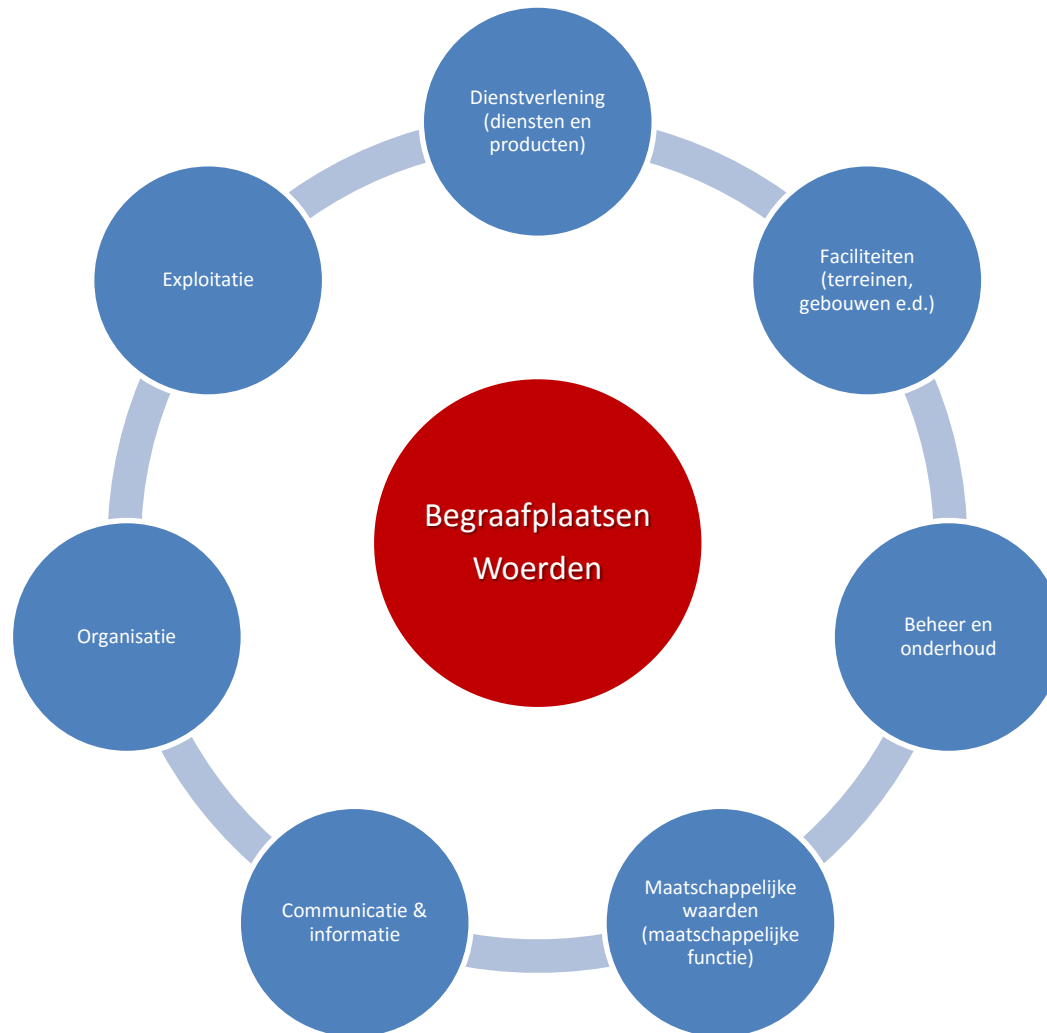 Dienstverlening
(diensten en
producten)
Faciliteiten
(terreinen,
gebouwen e.d.)
Exploitatie
Begraafplaatsen
Woerden
Beheer en
onderhoud
Organisatie
Maatschappelijke
waarden
(maatschappelijke
functie)
Communicatie &
informatie